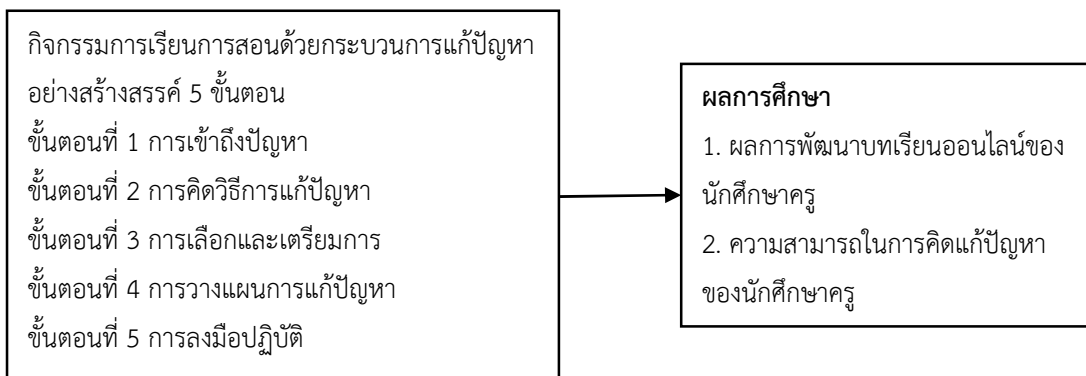 กิจกรรมการเรียนการสอนด้วยกระบวนการแก้ปัญหา
อย่างสร้างสรรค์ 5 ขั้นตอน
ขั้นตอนที่ 1 การเข้าถึงปัญหา
ขั้นตอนที่ 2 การคิดวิธีการแก้ปัญหา
ขั้นตอนที่ 3 การเลือกและเตรียมการ
ขั้นตอนที่ 4 การวางแผนการแก้ปัญหา
ขั้นตอนที่ 5 การลงมือปฏิบัติ
ผลการศึกษา
1. ผลการพัฒนาบทเรียนออนไลน์ของ
นักศึกษาครู
2. ความสามารถในการคิดแก้ปัญหา
ของนักศึกษาครู